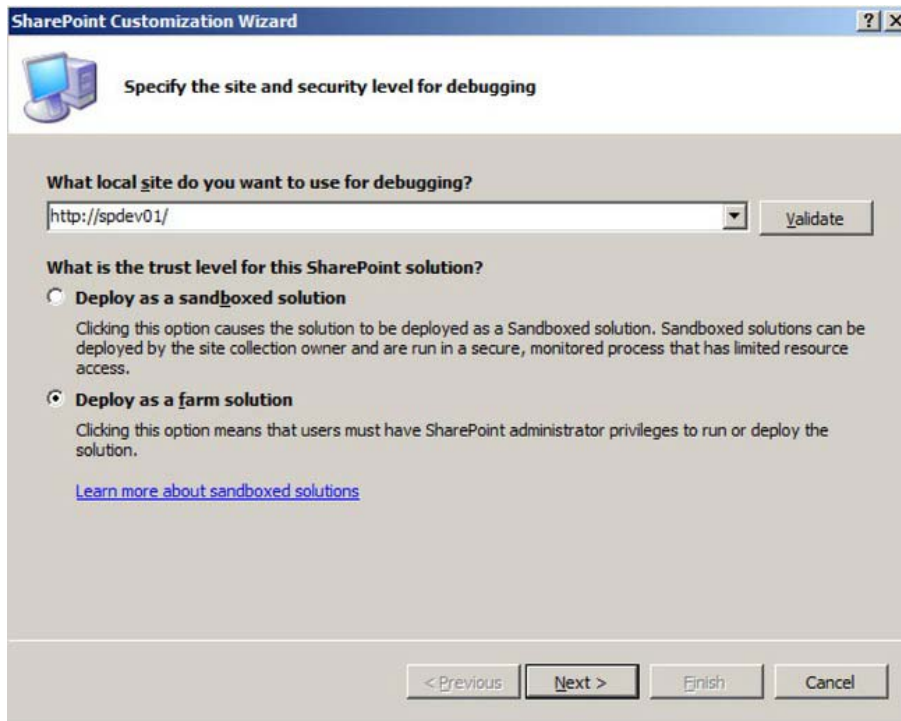 SharePoint Customization Wizard
Specify the site and security level for debugging
What local site do you want to use for debugging?
http://spdev01/
Validate
What is the trust level for this SharePoint solution?
Deploy as a sandboxed solution
Clicking this option causes the solution to be deployed as a Sandboxed solution. Sandboxed solutions can be
deployed by the site collection owner and are run in a secure, monitored process that has limited resource
access.
Deploy as a farm solution
Clicking this option means that users must have SharePoint administrator privileges to run or deploy the
solution.
Learn more about sandboxed solutions
< Previous
Next >
Finish
Cancel